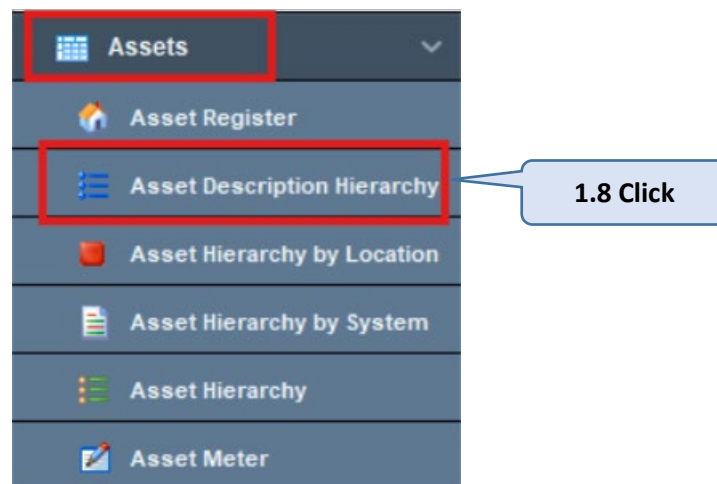 Assets
Asset Register
Asset Description Hierarchy
1.8 Click
Asset Hierarchy by Location
Asset Hierarchy by System
Asset Hierarchy
Asset Meter